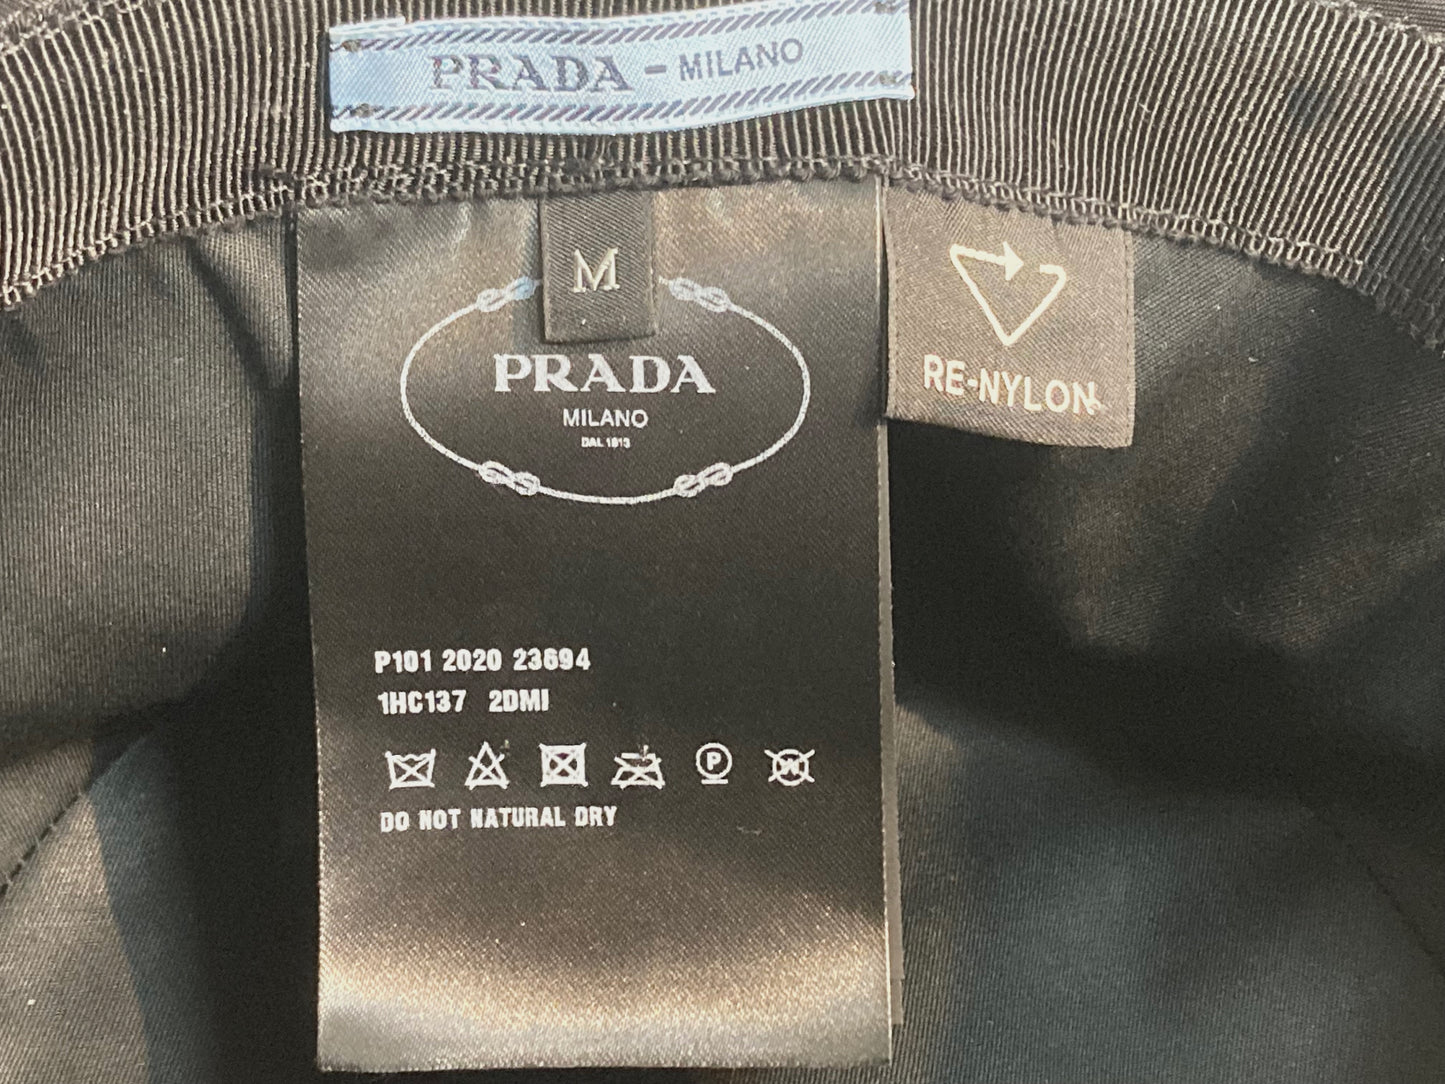 PRADA - MILANO
M
PRADA
MILANO
DAL 1913
RE-NYLON
P101 2020 23694
1HC137 2DMI
P
W
DO NOT NATURAL DRY